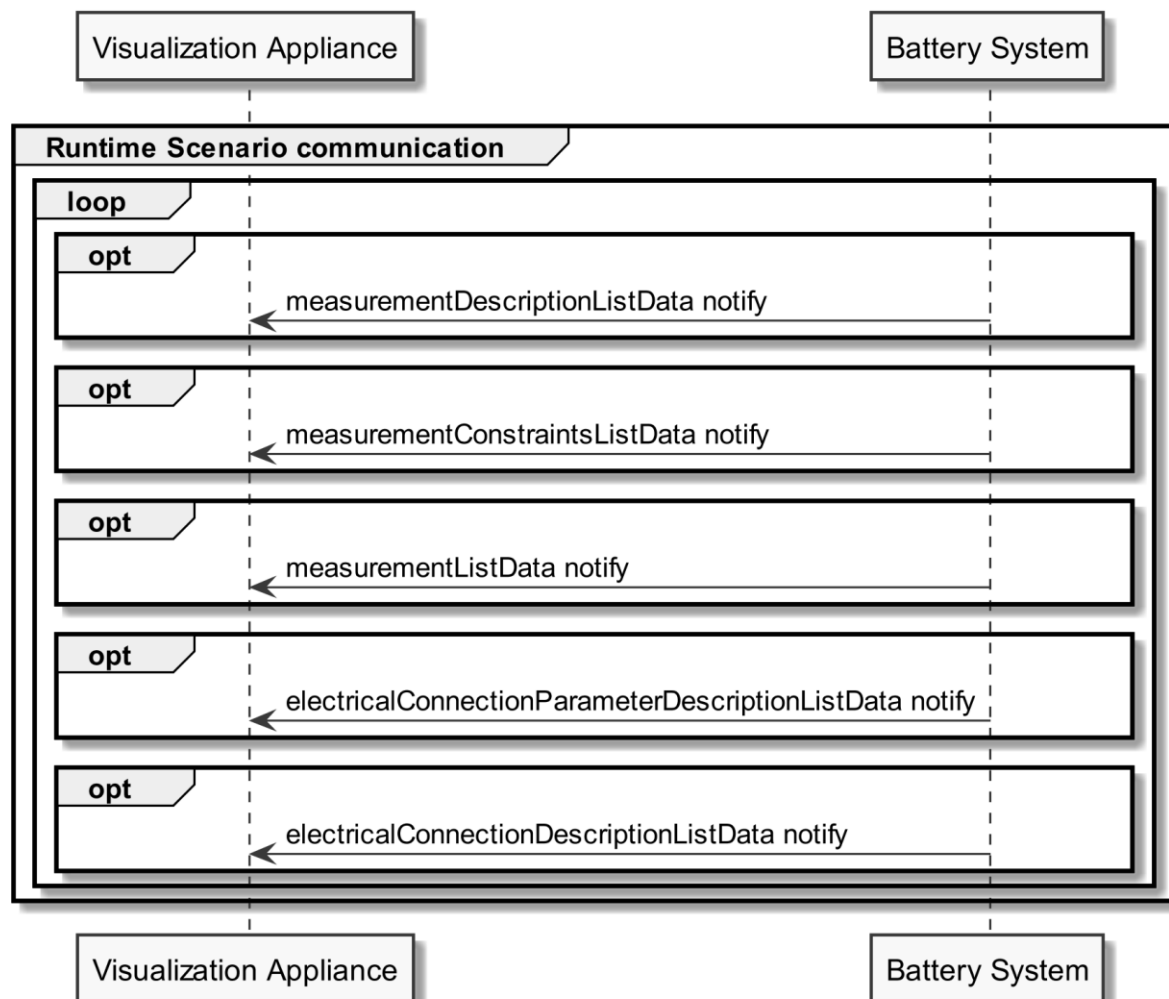 Visualization Appliance
Battery System
Runtime Scenario communication
loop
opt
measurementDescriptionListData notify
opt
measurementConstraintsListData notify
opt
measurementListData notify
opt
electricalConnectionParameterDescriptionListData notify
opt
electricalConnectionDescriptionListData notify
Visualization Appliance
Battery System